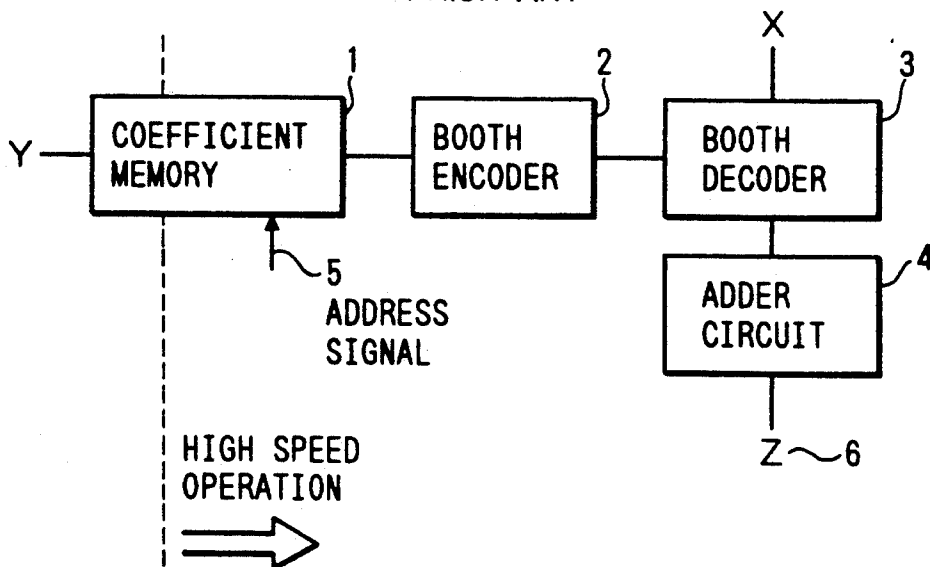 X
1
2
3
Y
COEFFICIENT
MEMORY
BOOTH
ENCODER
BOOTH
DECODER
5
ADDRESS
SIGNAL
4
ADDER
CIRCUIT
HIGH SPEED
OPERATION
Z
6